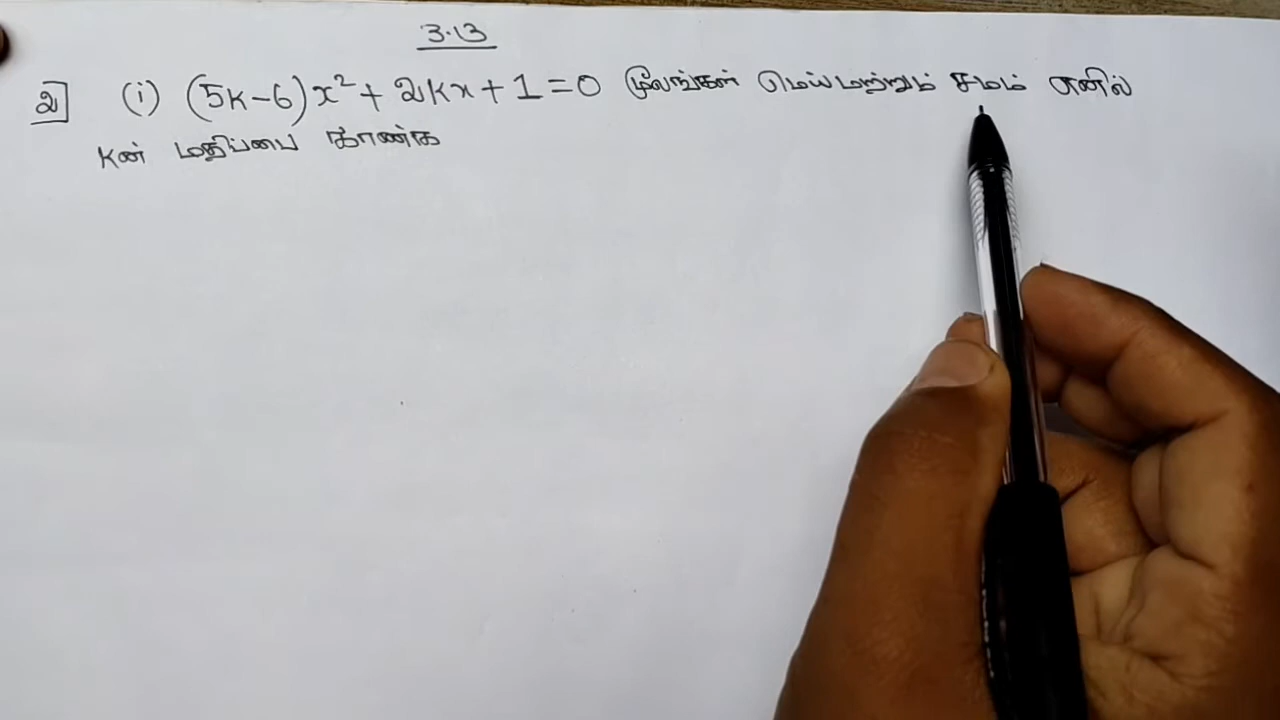 3.13
2] (i) (5k-6)x² + 2kx + 1 = 0 மூலங்கள் மெய் மற்றும் சமம் எனில்
kன் மதிப்பை காண்க